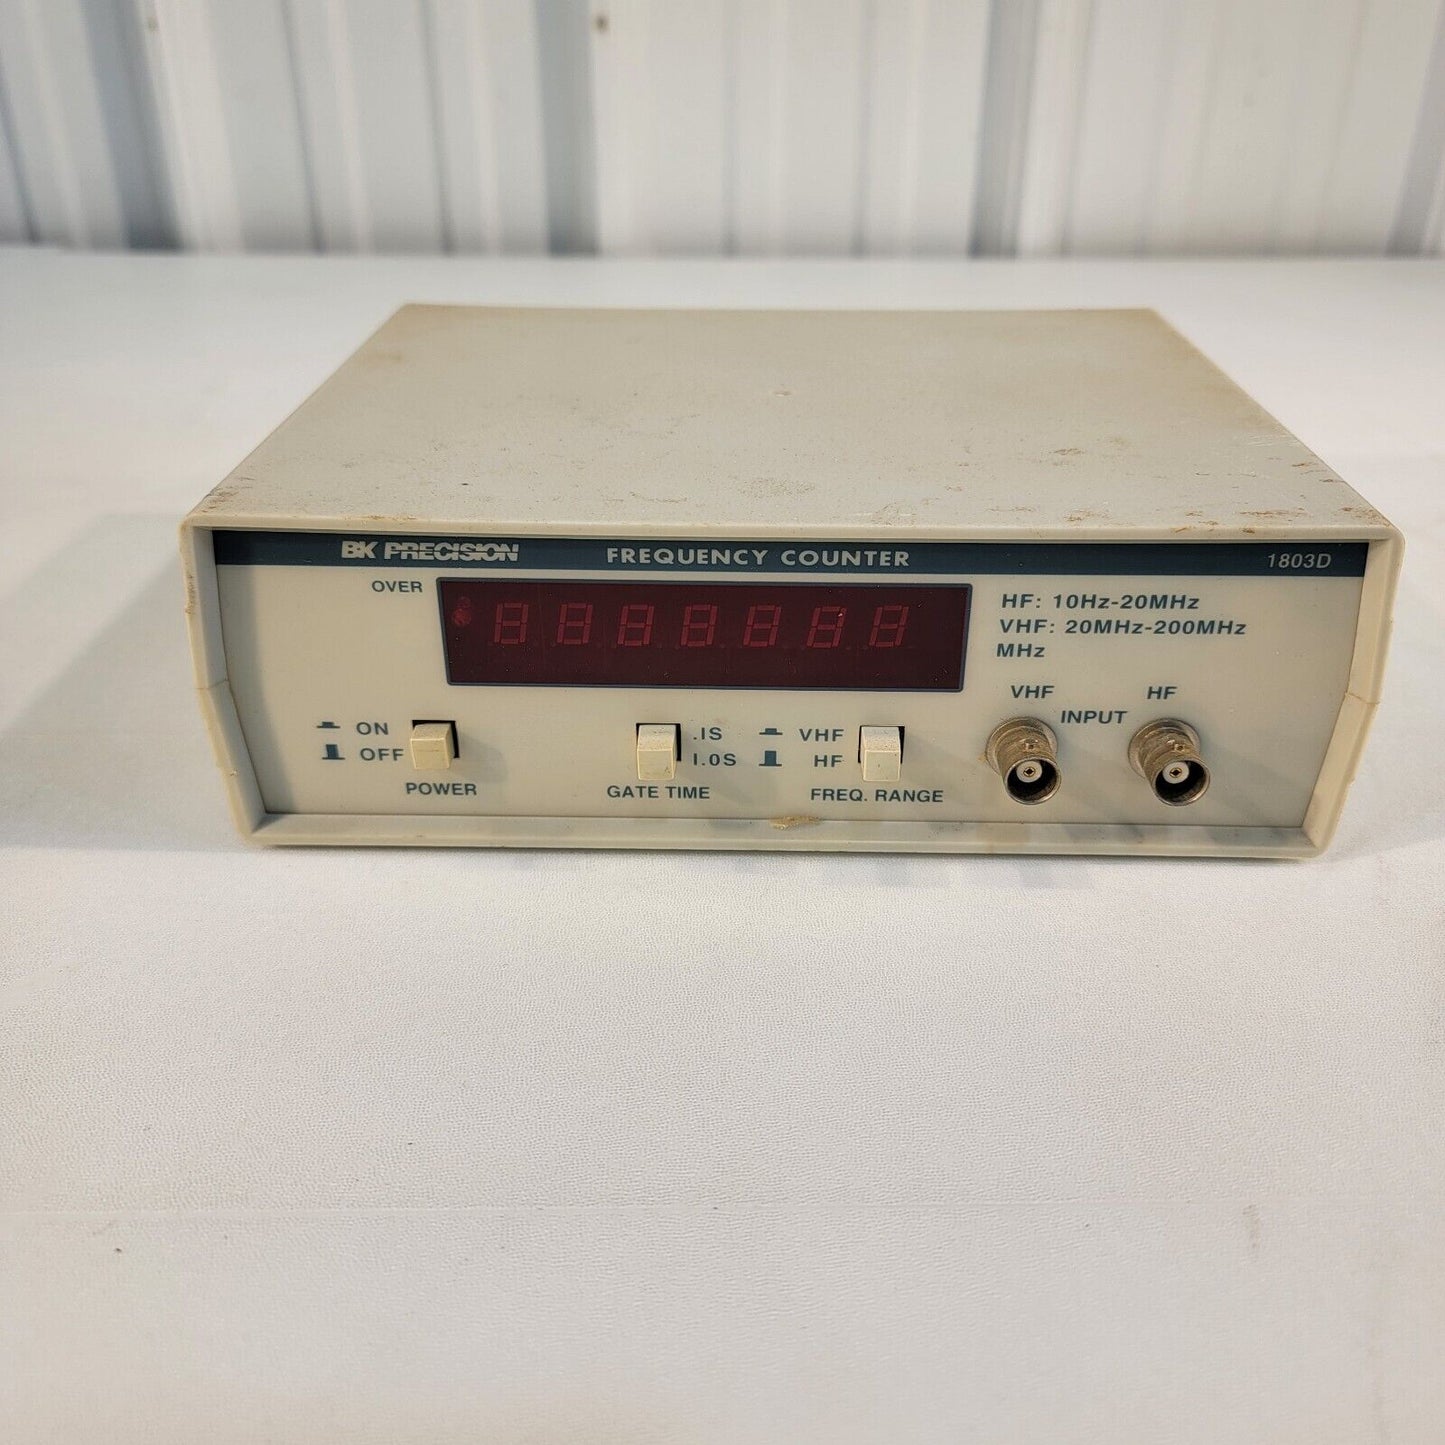 BK PRECISION FREQUENCY COUNTER 1803D
OVER
8888888
HF: 10Hz-20MHz
VHF: 20MHz-200MHz
MHz
VHF HF
INPUT
ON
OFF
POWER
.1S
1.0S
GATE TIME
VHF
HF
FREQ. RANGE